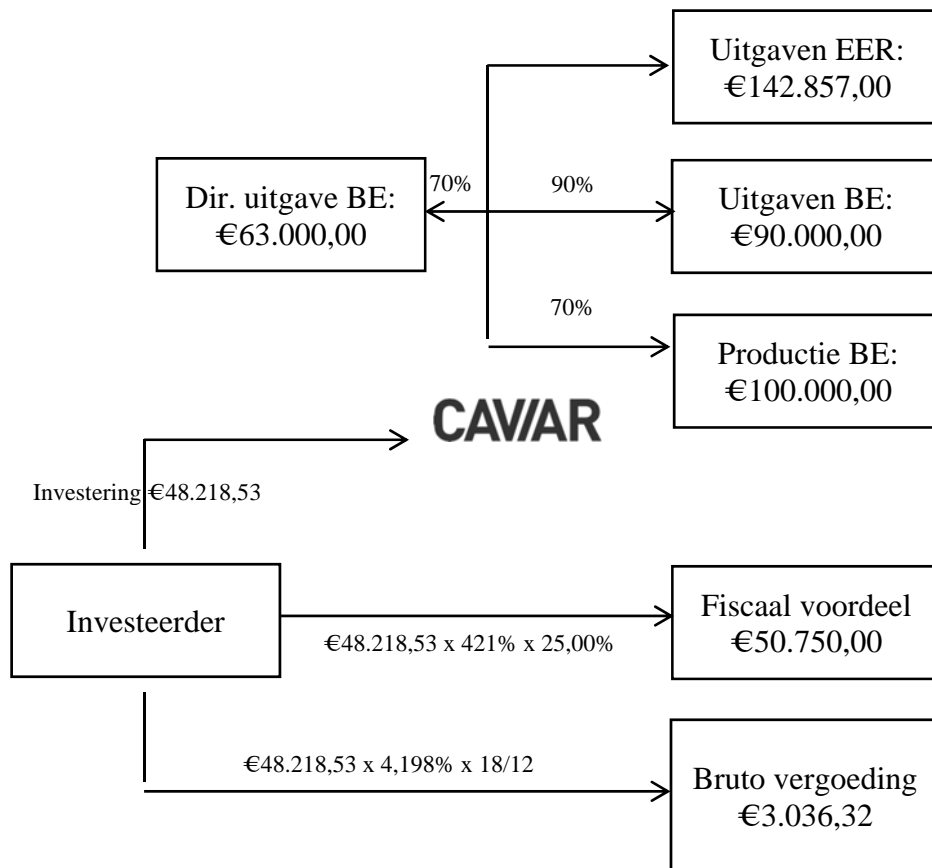 Uitgaven EER:
€142.857,00
Dir. uitgave BE:
€63.000,00
70%
90%
Uitgaven BE:
€90.000,00
70%
Productie BE:
€100.000,00
CAVIAR
Investering €48.218,53
Investeerder
Fiscaal voordeel
€50.750,00
€48.218,53 x 421% x 25,00%
€48.218,53 x 4,198% x 18/12
Bruto vergoeding
€3.036,32